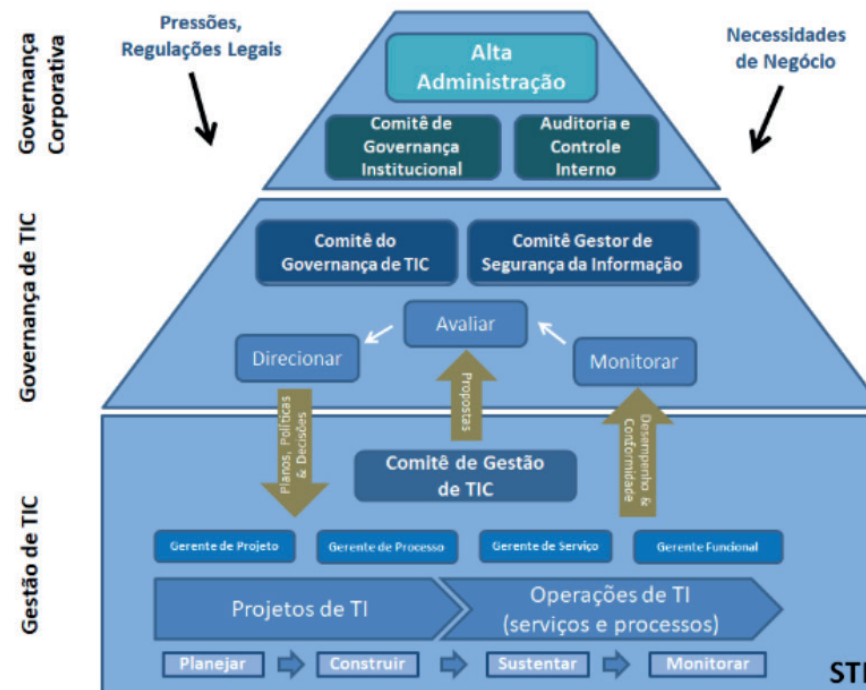 Pressões,
Regulações Legais
Necessidades
de Negócio
Governança
Corporativa
Alta
Administração
Comitê de
Governança
Institucional
Auditoria e
Controle
Interno
Governança de TIC
Comitê do
Governança de TIC
Comitê Gestor de
Segurança da Informação
Avaliar
Direcionar
Monitorar
Planos, Políticas
& Decisões
Propostas
Desempenho &
Conformidade
Gestão de TIC
Comitê de Gestão
de TIC
Gerente de Projeto
Gerente de Processo
Gerente de Serviço
Gerente Funcional
Projetos de TI
Operações de TI
(serviços e processos)
Planejar
Construir
Sustentar
Monitorar